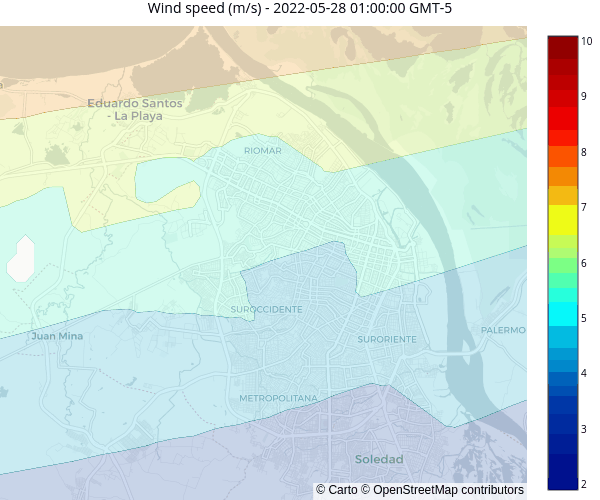 Wind speed (m/s) - 2022-05-28 01:00:00 GMT-5
10
Eduardo Santos
- La Playa
9
RIOMAR
8
7
6
SUROCCIDENTE
5
PALERMO
Juan Mina
SURORIENTE
4
METROPOLITANA
3
Soledad
2
© Carto © OpenStreetMap contributors